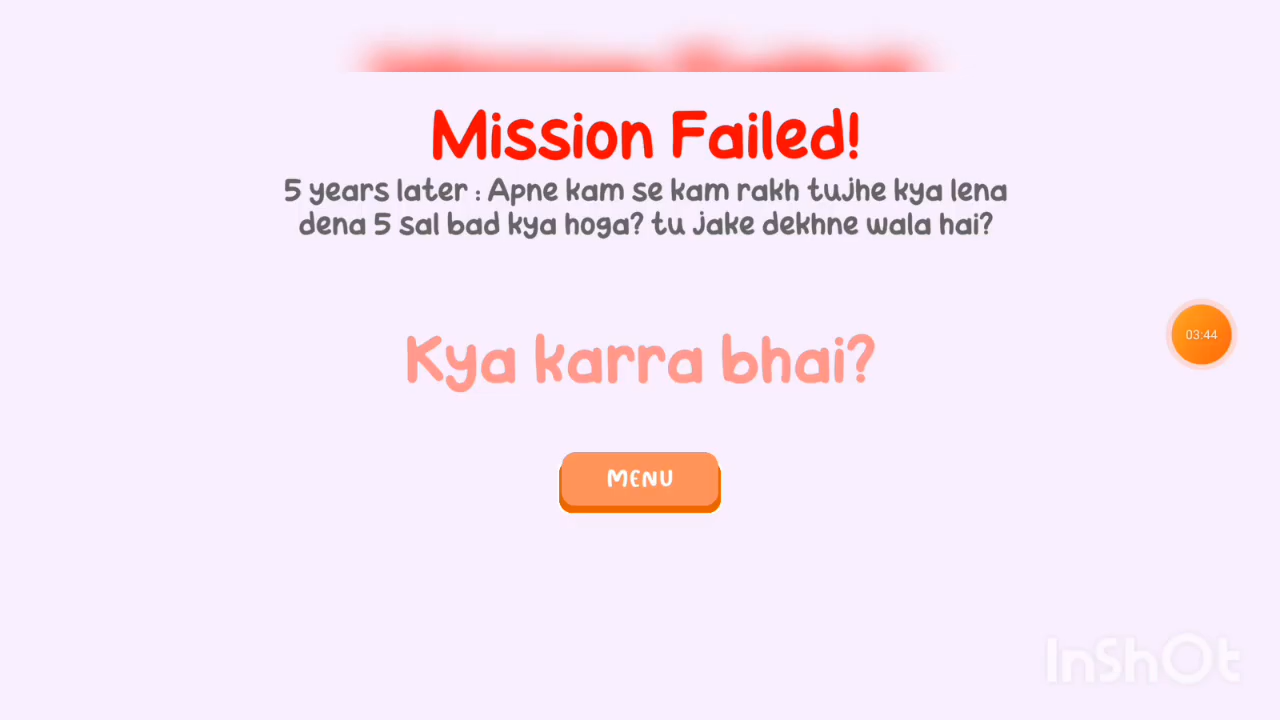 Mission Failed!
5 years later : Apne kam se kam rakh tujhe kya lena
dena 5 sal bad kya hoga? tu jake dekhne wala hai?
Kya karra bhai?
03:44
MENU
InShOt